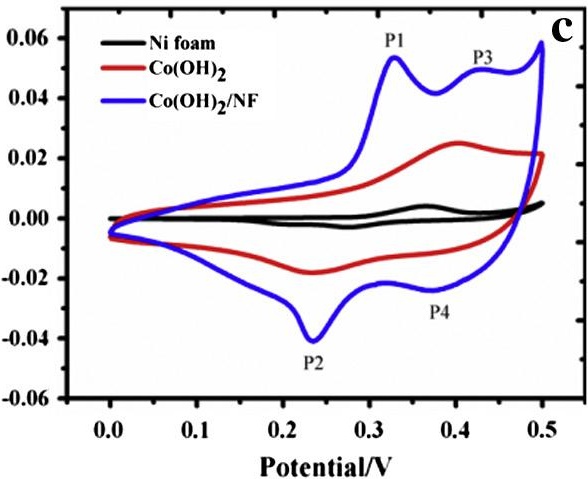 c
0.06
0.04
0.02
0.00
-0.02
-0.04
-0.06
Ni foam
Co(OH)2
Co(OH)2/NF
P1
P3
P4
P2
0.0 0.1 0.2 0.3 0.4 0.5
Potential/V